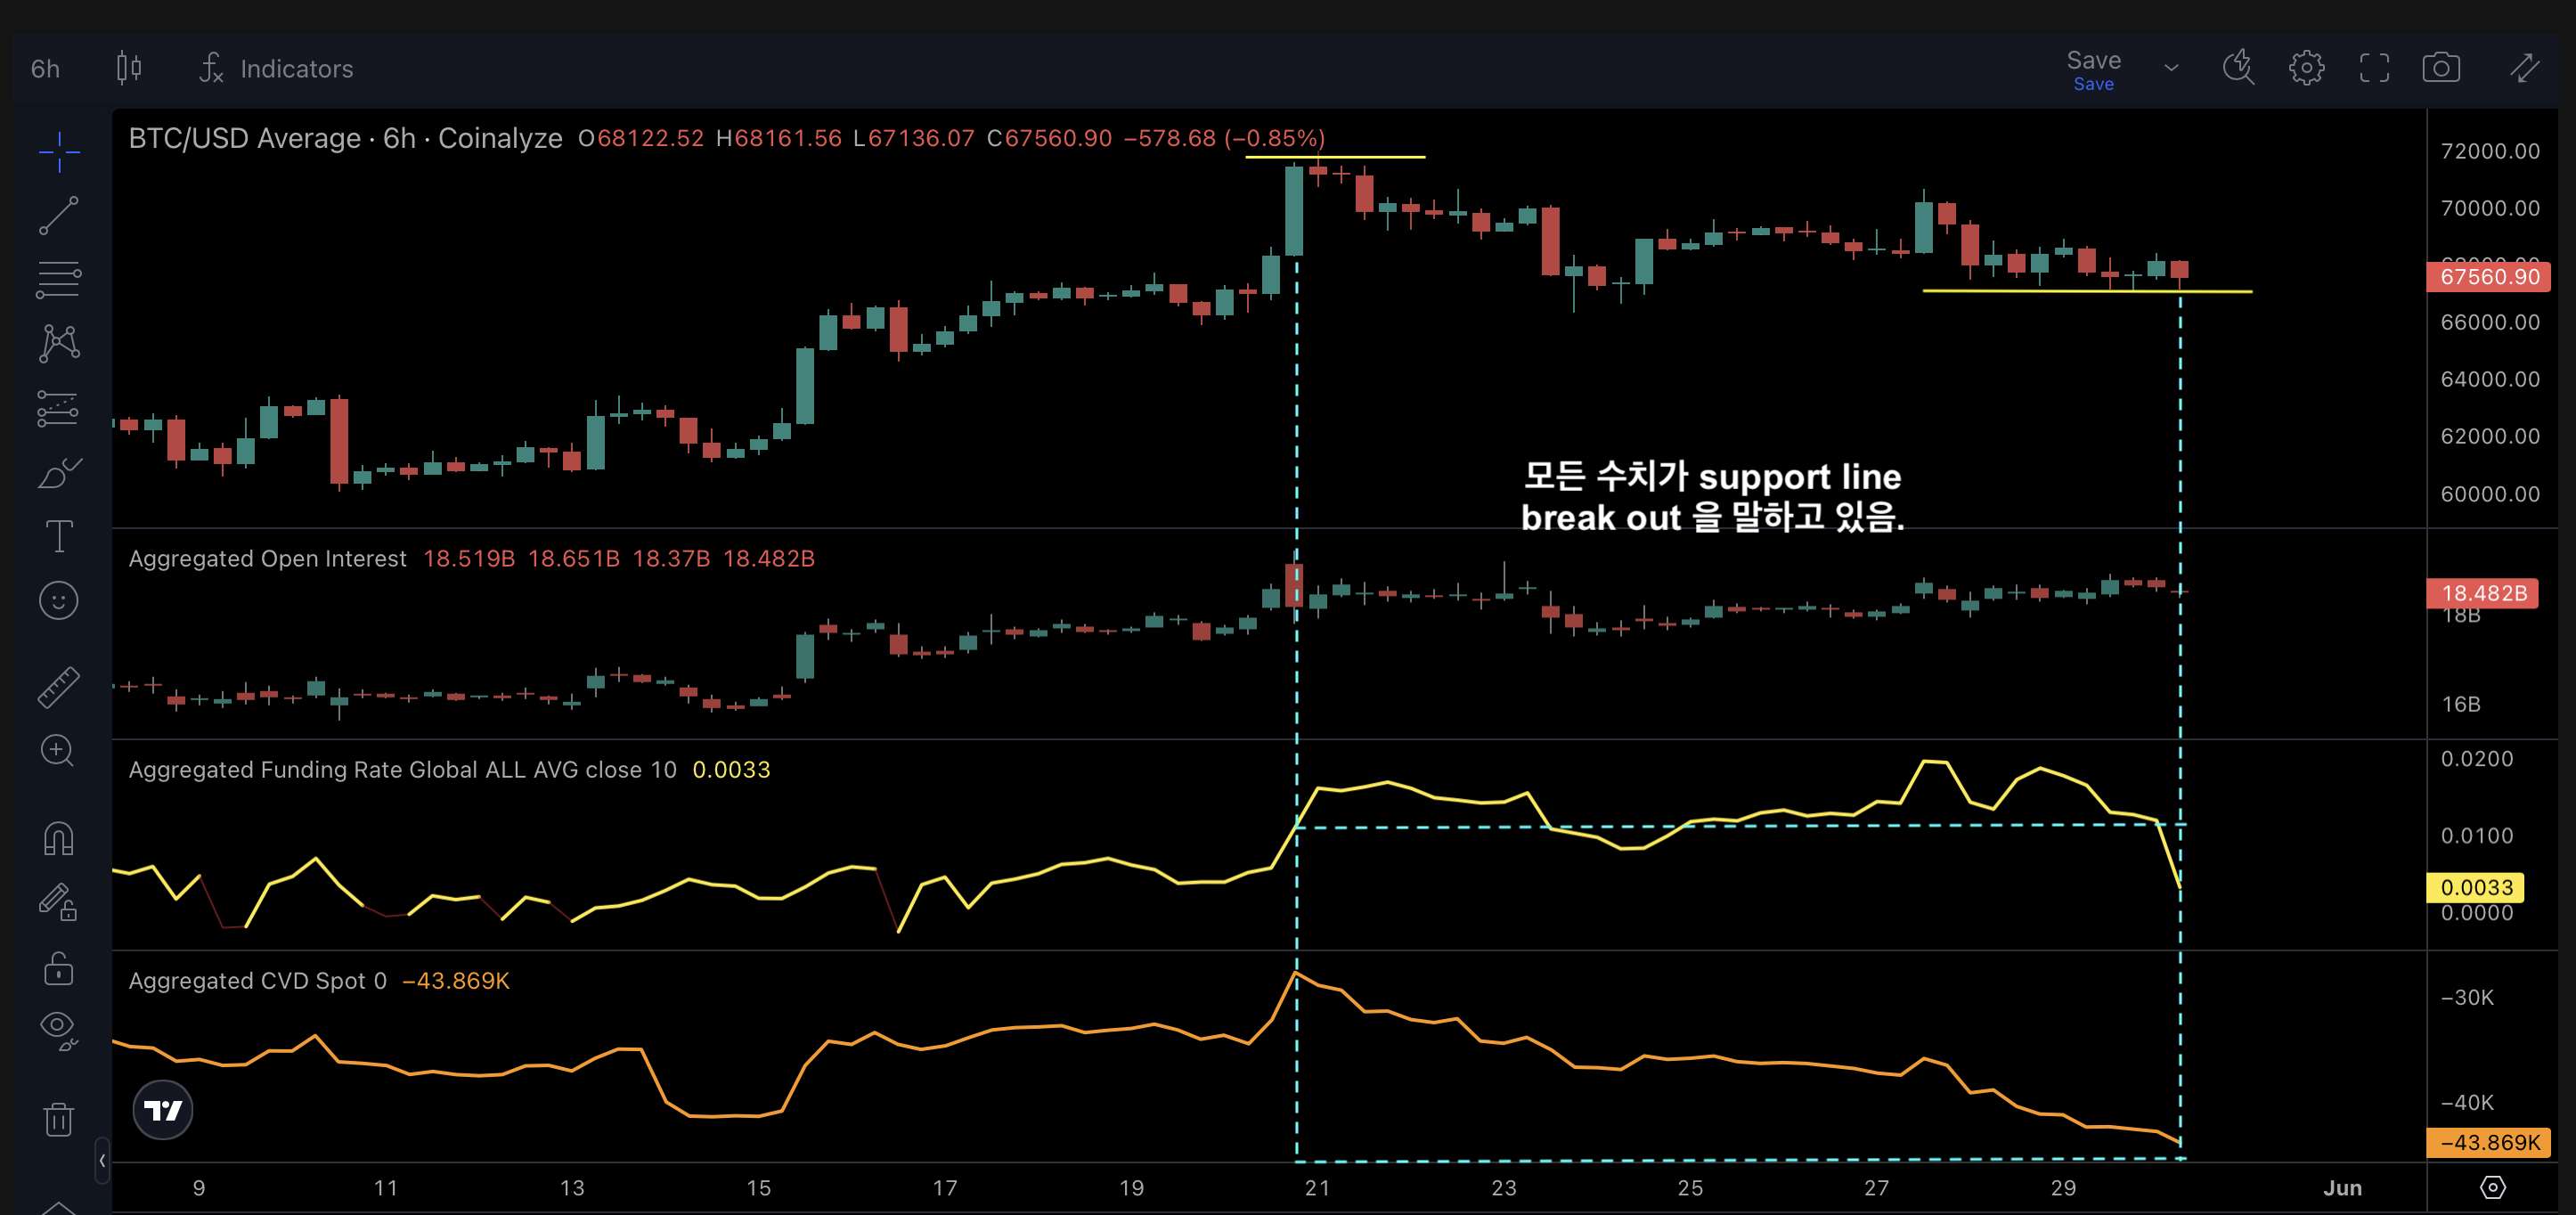 6h Indicators Save
Save
BTC/USD Average · 6h · Coinalyze O68122.52 H68161.56 L67136.07 C67560.90 −578.68 (−0.85%)
72000.00
70000.00
68000.00
67560.90
66000.00
64000.00
62000.00
60000.00
모든 수치가 support line
break out 을 말하고 있음.
Aggregated Open Interest 18.519B 18.651B 18.37B 18.482B
18.482B
18B
16B
Aggregated Funding Rate Global ALL AVG close 10 0.0033
0.0200
0.0100
0.0033
0.0000
Aggregated CVD Spot 0 −43.869K
−30K
−40K
−43.869K
9 11 13 15 17 19 21 23 25 27 29 Jun